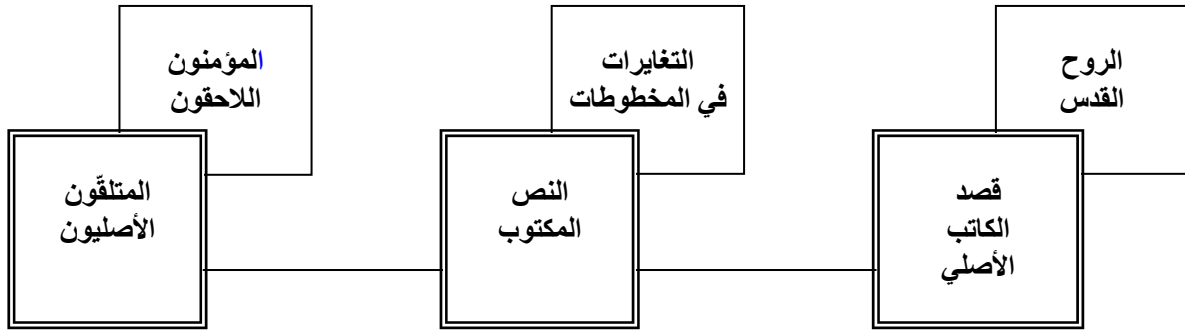 الروح
القدس
قصد
الكاتب
الأصلي
التغايرات
في المخطوطات
النص
المكتوب
المؤمنون
اللاحقون
المتلقّون
الأصليون